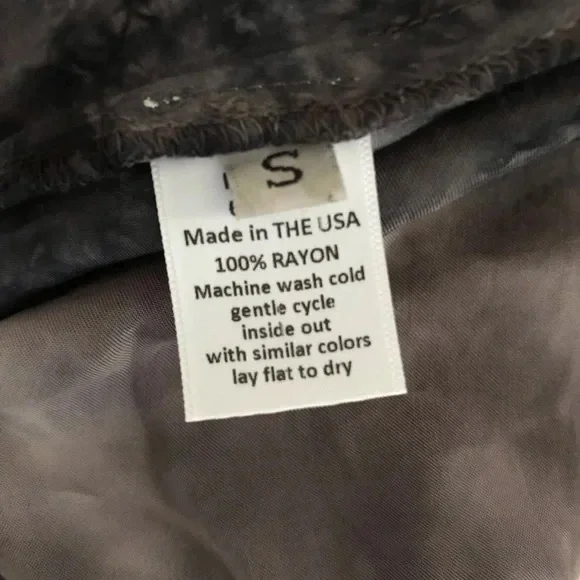 S
Made in THE USA
100% RAYON
Machine wash cold
gentle cycle
inside out
with similar colors
lay flat to dry